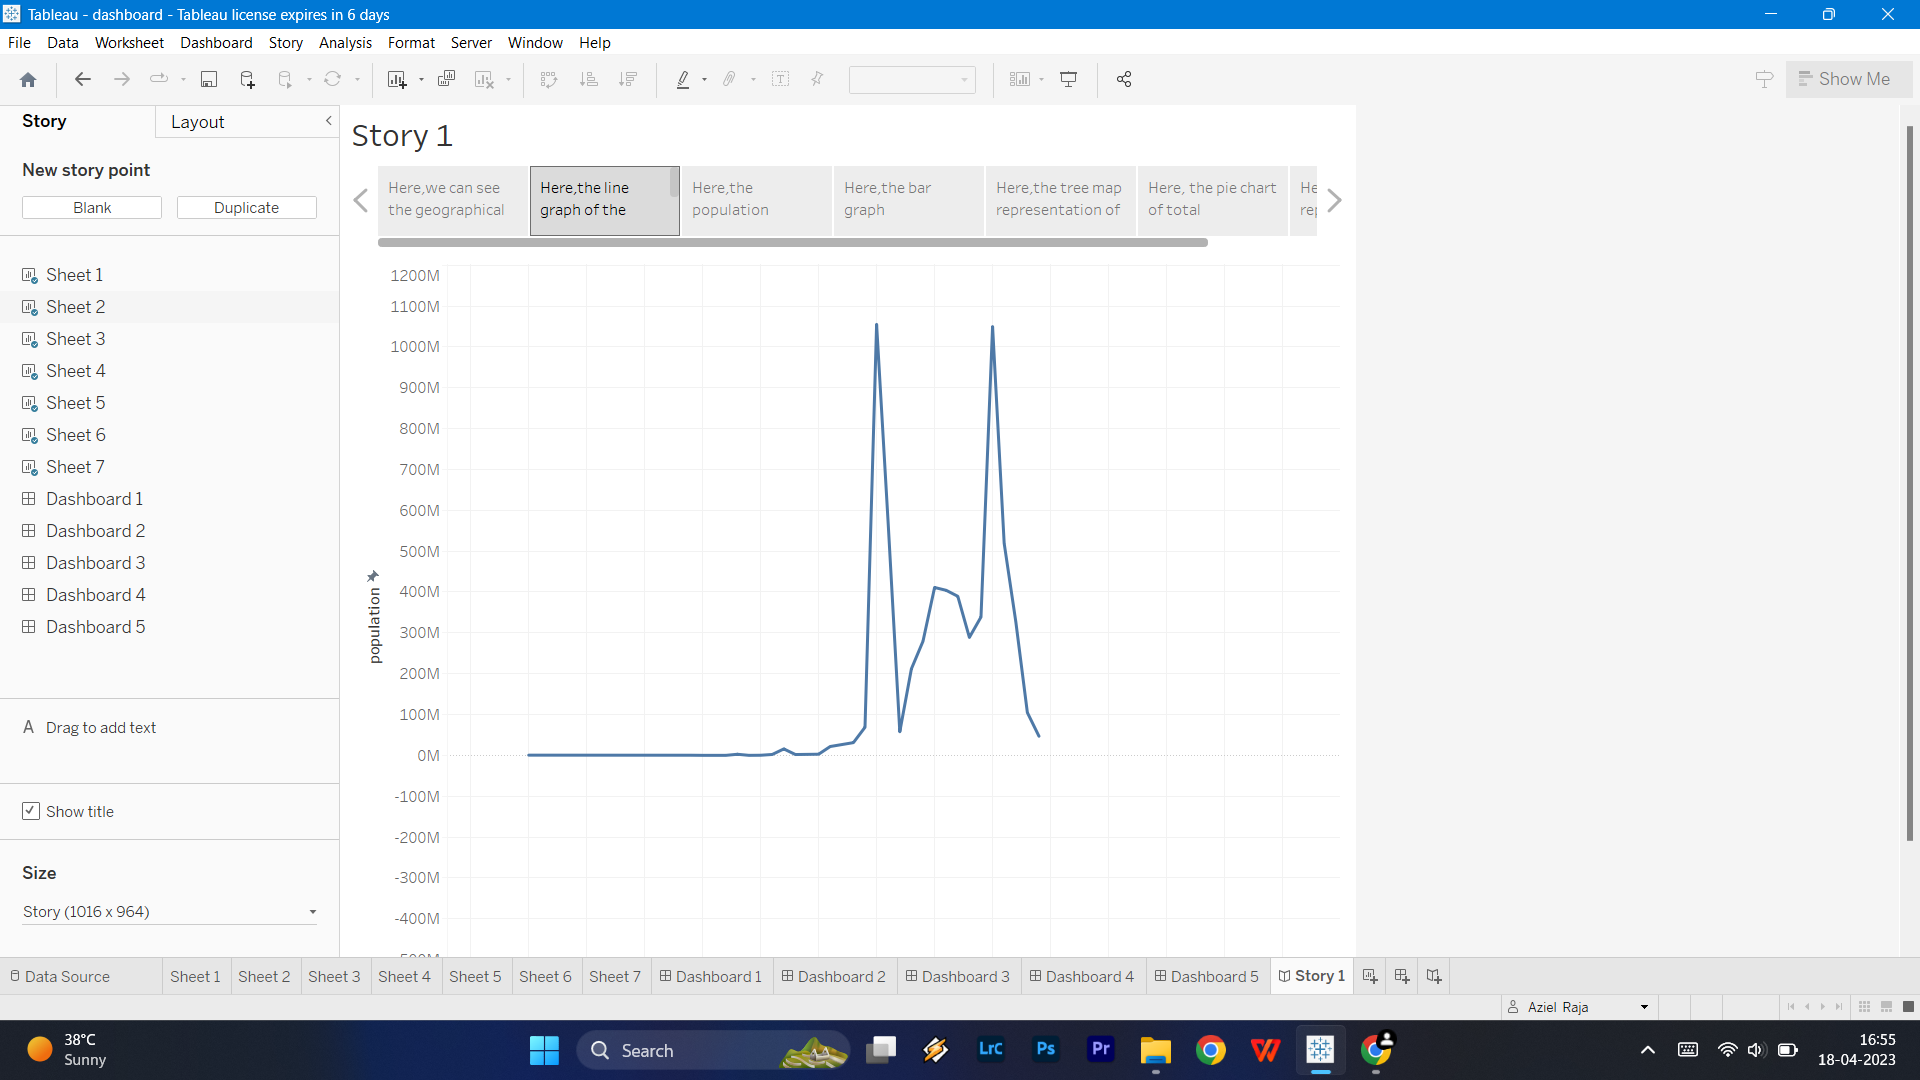 Tableau - dashboard - Tableau license expires in 6 days
File Data Worksheet Dashboard Story Analysis Format Server Window Help
Show Me
Story Layout
New story point
Blank Duplicate
Sheet 1
Sheet 2
Sheet 3
Sheet 4
Sheet 5
Sheet 6
Sheet 7
Dashboard 1
Dashboard 2
Dashboard 3
Dashboard 4
Dashboard 5
A Drag to add text
Show title
Size
Story (1016 x 964)
Story 1
Here,we can see
the geographical
Here,the line
graph of the
Here,the
population
Here,the bar
graph
Here,the tree map
representation of
Here, the pie chart
of total
1200M
1100M
1000M
900M
800M
700M
600M
500M
400M
300M
200M
100M
0M
-100M
-200M
-300M
-400M
population
Data Source Sheet 1 Sheet 2 Sheet 3 Sheet 4 Sheet 5 Sheet 6 Sheet 7 Dashboard 1 Dashboard 2 Dashboard 3 Dashboard 4 Dashboard 5 Story 1
Aziel Raja
38°C
Sunny
Search
LrC
Ps
Pr
16:55
18-04-2023